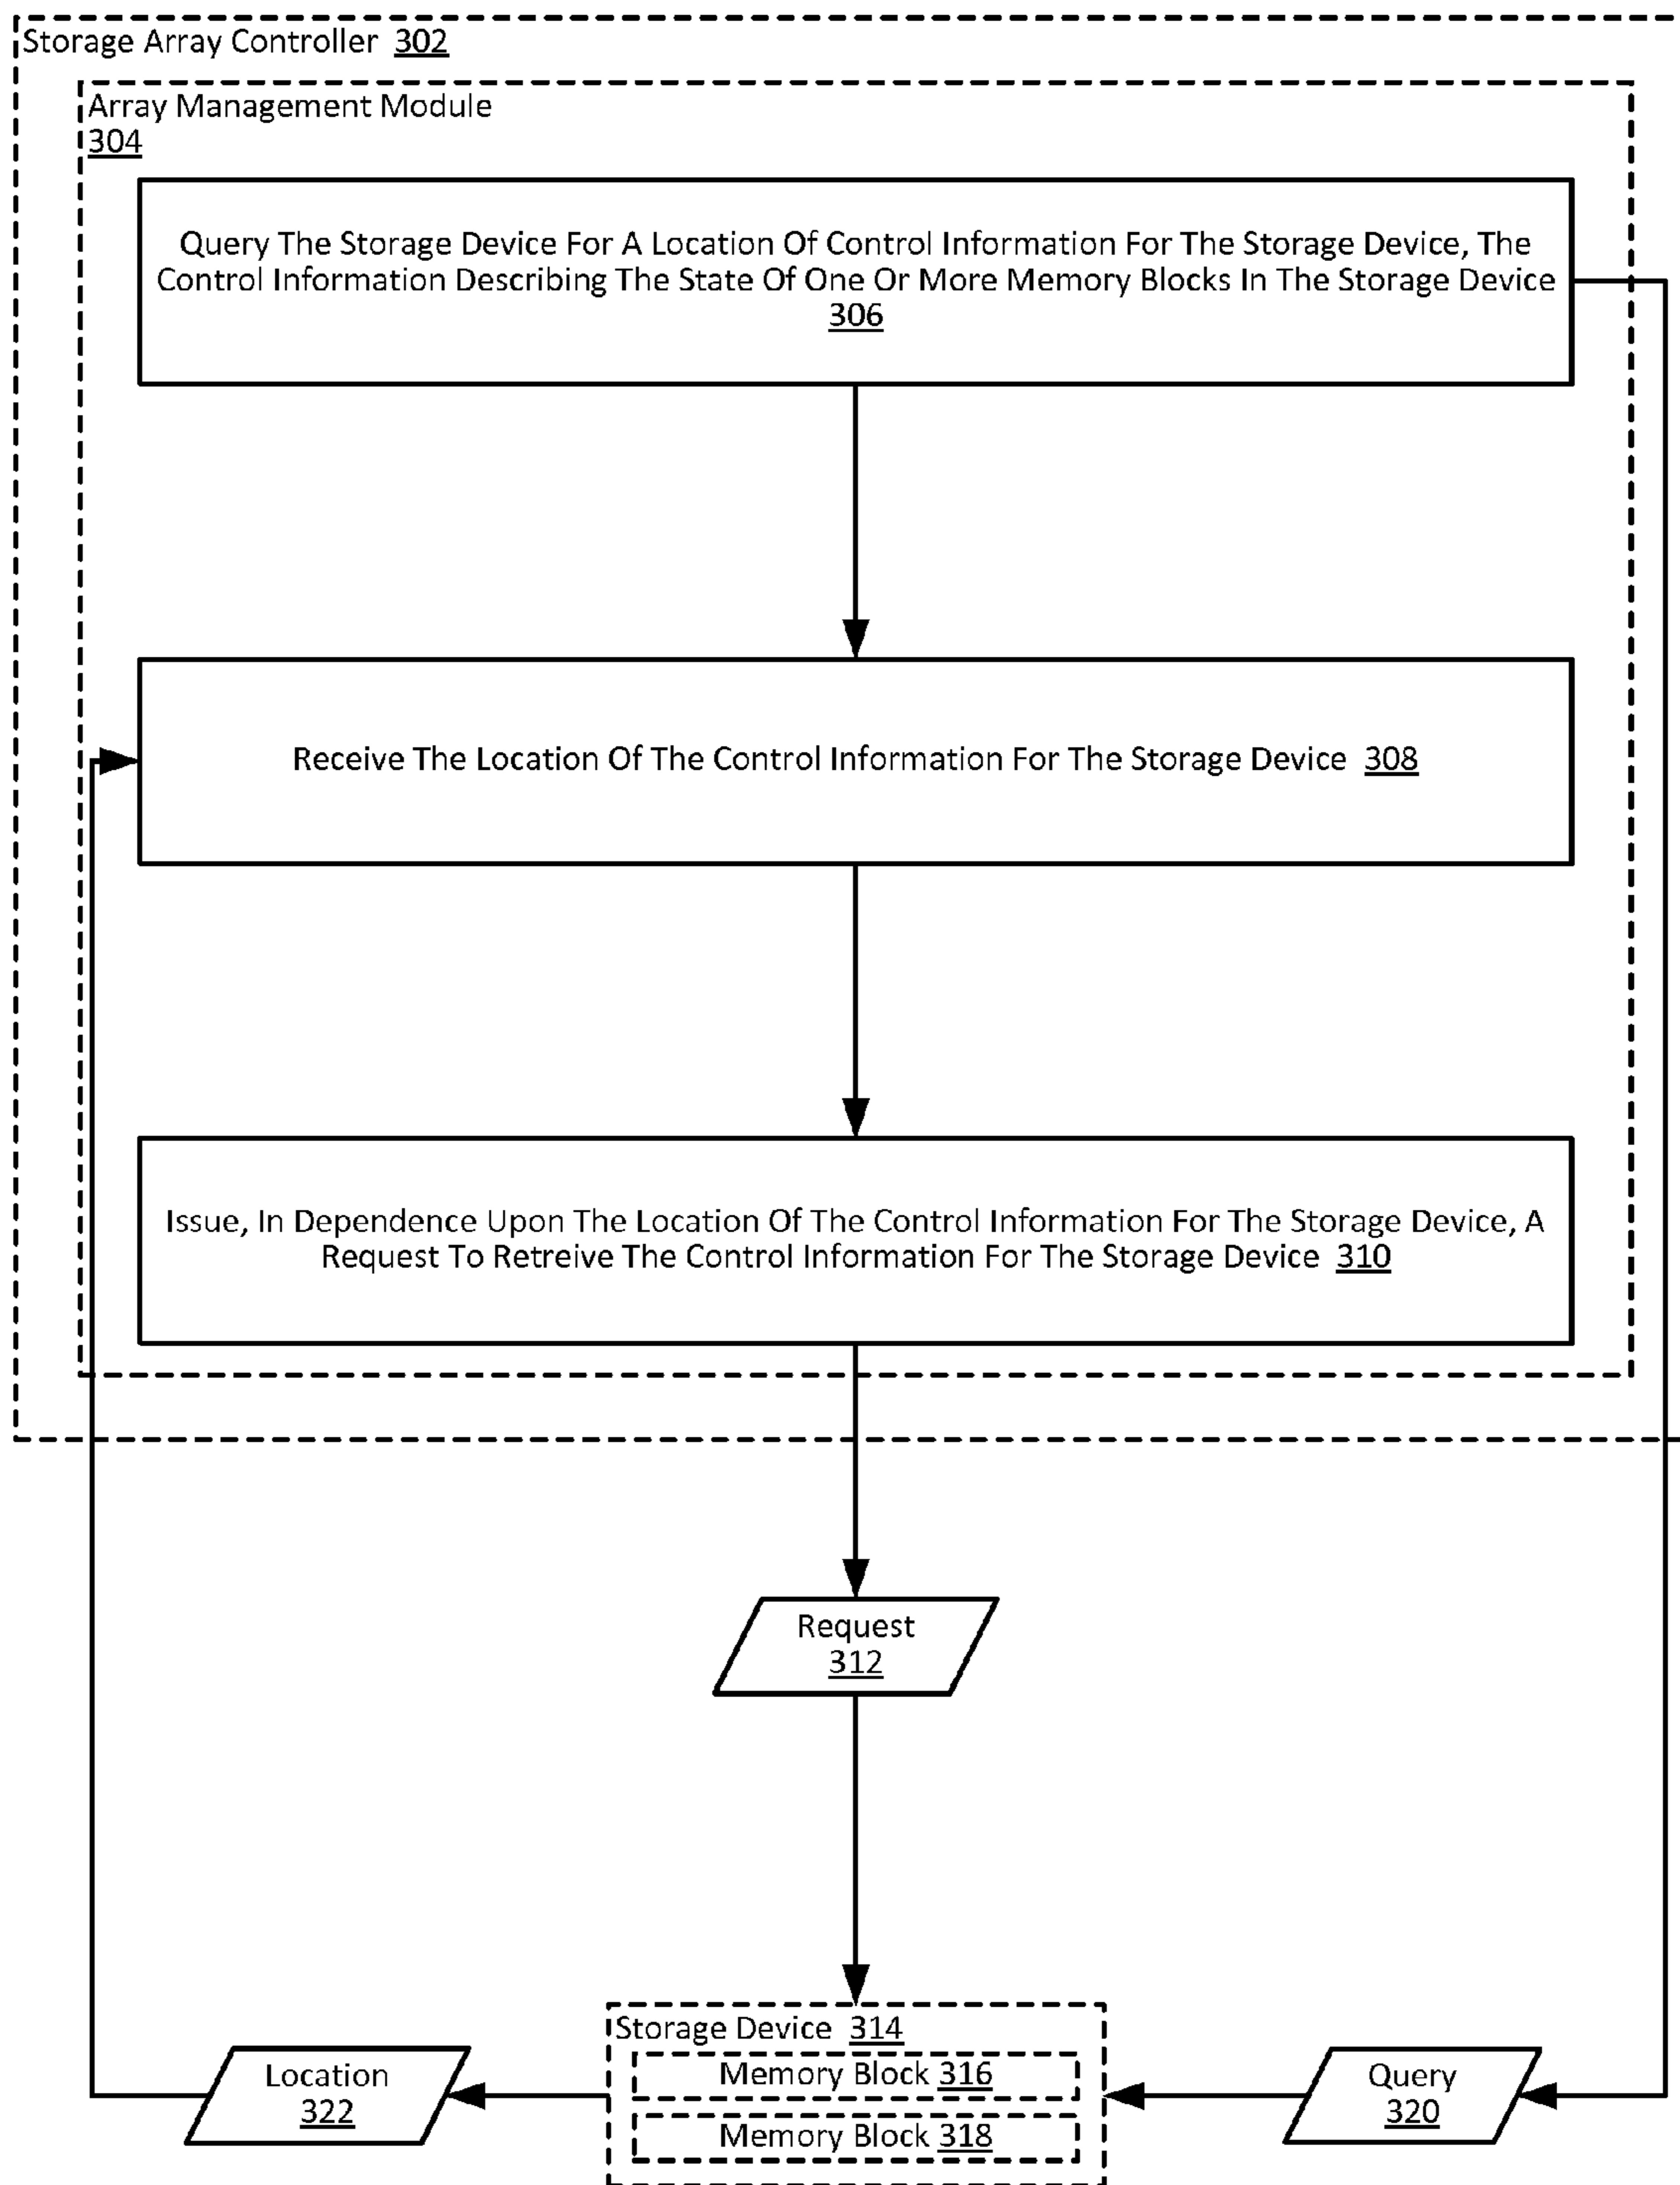 Storage Array Controller 302
Array Management Module
304
Query The Storage Device For A Location Of Control Information For The Storage Device, The
Control Information Describing The State Of One Or More Memory Blocks In The Storage Device
306
Receive The Location Of The Control Information For The Storage Device 308
Issue, In Dependence Upon The Location Of The Control Information For The Storage Device, A
Request To Retreive The Control Information For The Storage Device 310
Request
312
Storage Device 314
Memory Block 316
Memory Block 318
Location
322
Query
320